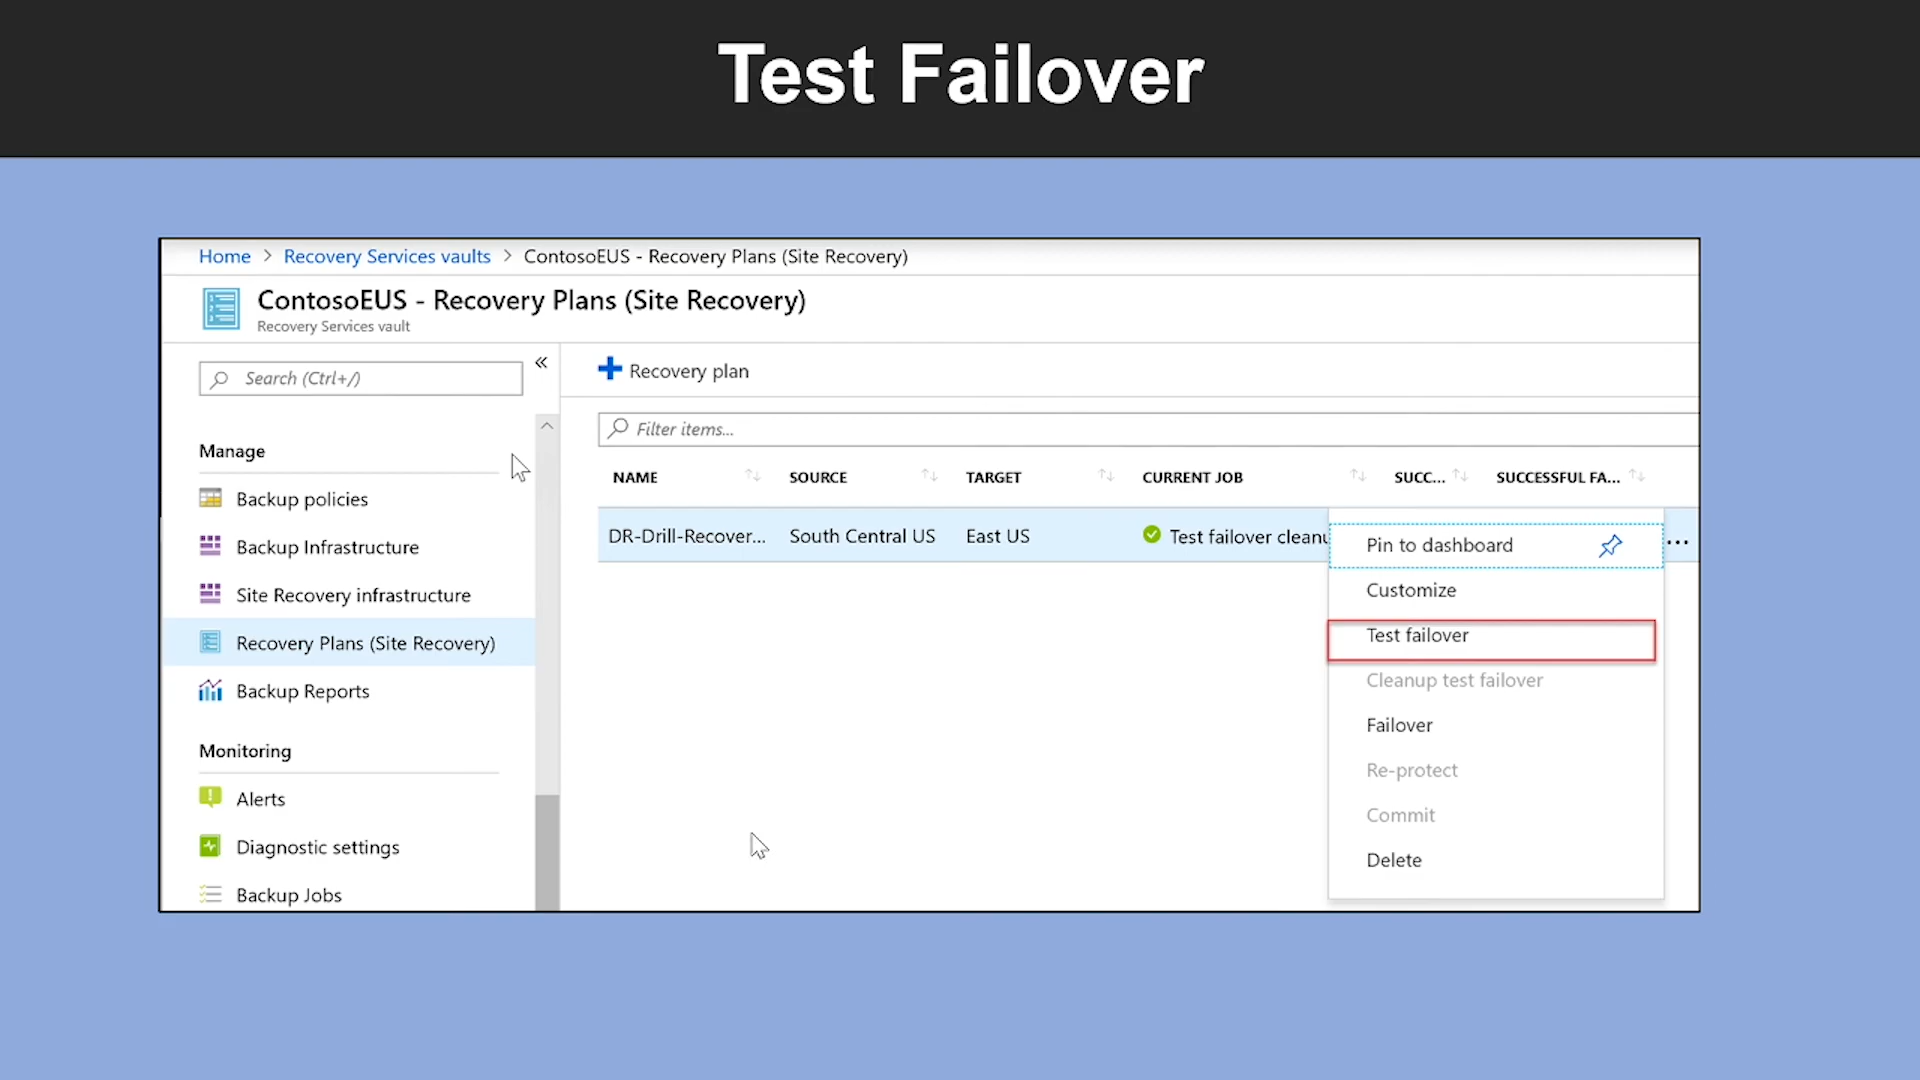 Test Failover
Home > Recovery Services vaults > ContosoEUS - Recovery Plans (Site Recovery)
ContosoEUS - Recovery Plans (Site Recovery)
Recovery Services vault
Search (Ctrl+/)
«
Manage
Backup policies
Backup Infrastructure
Site Recovery infrastructure
Recovery Plans (Site Recovery)
Backup Reports
Monitoring
Alerts
Diagnostic settings
Backup Jobs
Recovery plan
Filter items...
NAME SOURCE TARGET CURRENT JOB SUCC... SUCCESSFUL FA...
DR-Drill-Recover... South Central US East US Test failover cleanu ...
Pin to dashboard
Customize
Test failover
Cleanup test failover
Failover
Re-protect
Commit
Delete